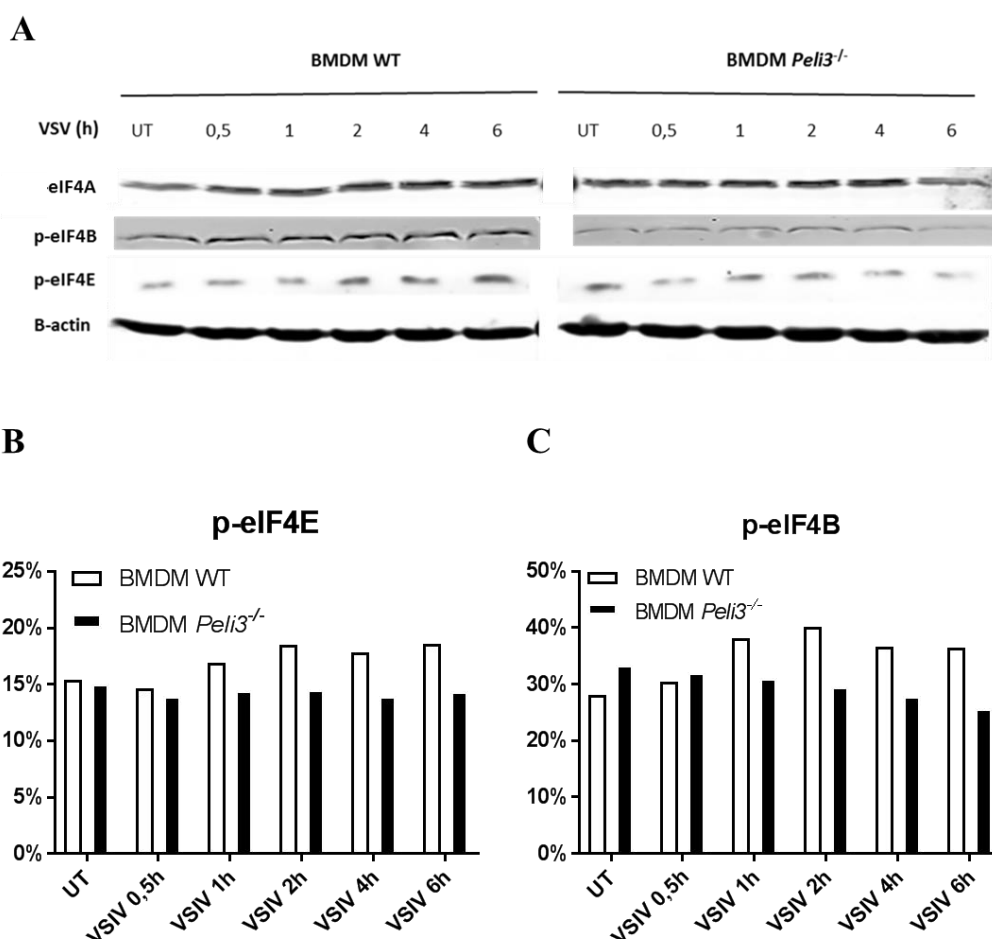 A
BMDM WT BMDM Peli3-/-
VSV (h) UT 0,5 1 2 4 6 UT 0,5 1 2 4 6
eIF4A
p-eIF4B
p-eIF4E
B-actin
B
p-eIF4E
25%
20%
15%
10%
5%
0%
BMDM WT
BMDM Peli3-/-
UT VSIV 0,5h VSIV 1h VSIV 2h VSIV 4h VSIV 6h
C
p-eIF4B
50%
40%
30%
20%
10%
0%
BMDM WT
BMDM Peli3-/-
UT VSIV 0,5h VSIV 1h VSIV 2h VSIV 4h VSIV 6h